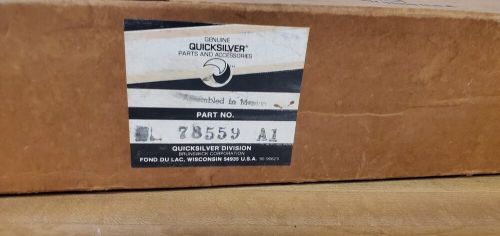 GENUINE
QUICKSILVER®
PARTS AND ACCESSORIES
™
Assembled in
PART NO.
78559 A1
QUICKSILVER DIVISION
BRUNSWICK CORPORATION
FOND DU LAC, WISCONSIN 54935 U.S.A.